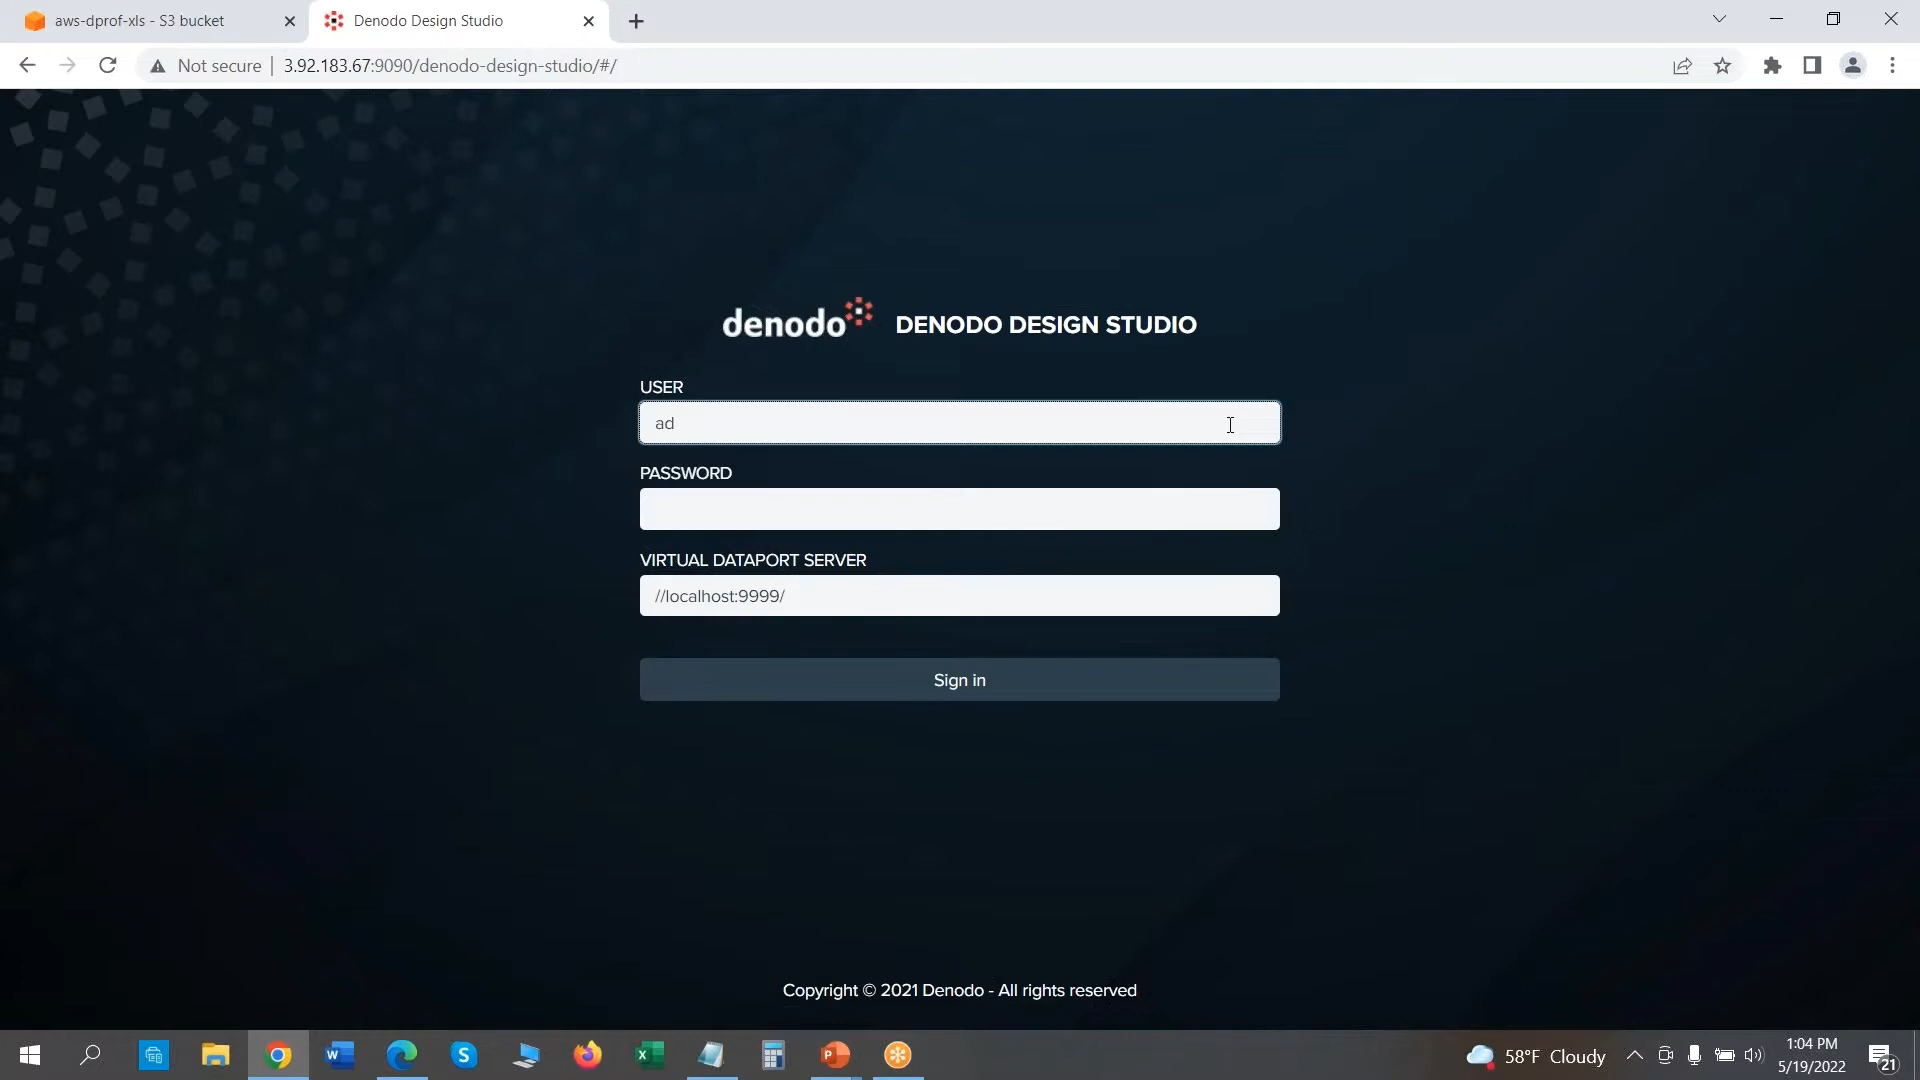 aws-dprof-xls - S3 bucket
Denodo Design Studio
Not secure
3.92.183.67:9090/denodo-design-studio/#/
denodo
DENODO DESIGN STUDIO
USER
ad
PASSWORD
VIRTUAL DATAPORT SERVER
//localhost:9999/
Sign in
Copyright © 2021 Denodo - All rights reserved
58°F Cloudy
1:04 PM
5/19/2022
21